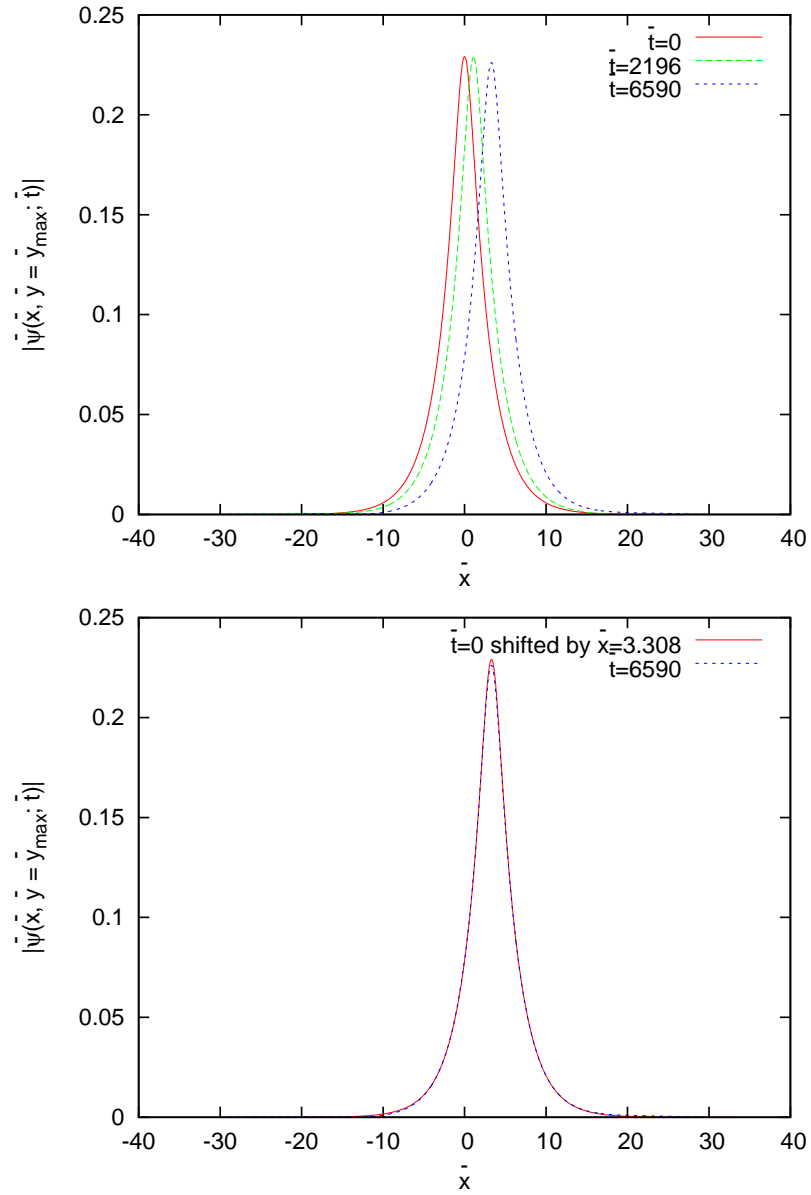 0.25
0.2
0.15
0.1
0.05
0
|ψ̄(x̄, ȳ = ȳmax; t̄)|
t̄=0
t̄=2196
t̄=6590
-40 -30 -20 -10 0 10 20 30 40
x̄
0.25
0.2
0.15
0.1
0.05
0
|ψ̄(x̄, ȳ = ȳmax; t̄)|
t̄=0 shifted by x̄=3.308
t̄=6590
-40 -30 -20 -10 0 10 20 30 40
x̄